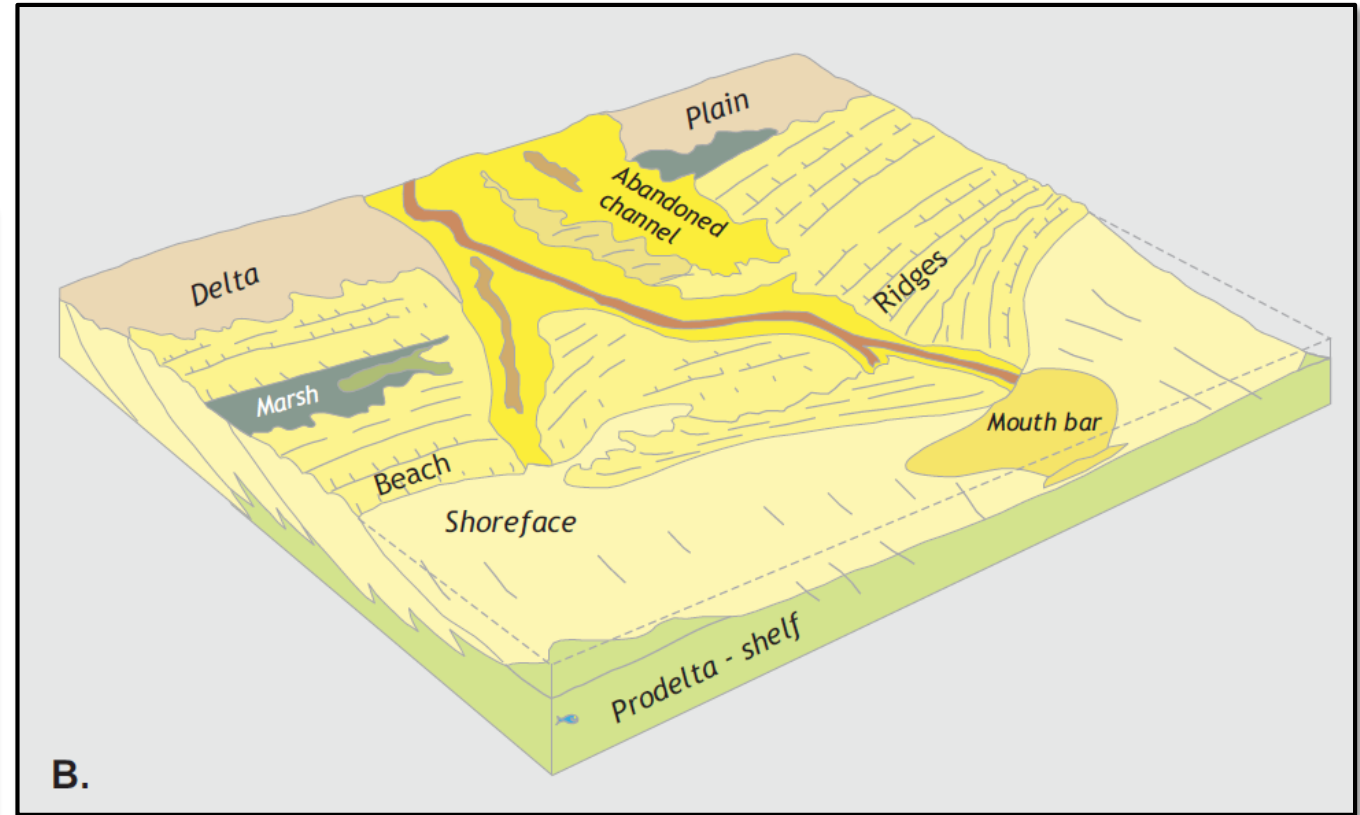 Plain
Abandoned
channel
Delta
Ridges
Marsh
Mouth bar
Beach
Shoreface
Prodelta - shelf
B.